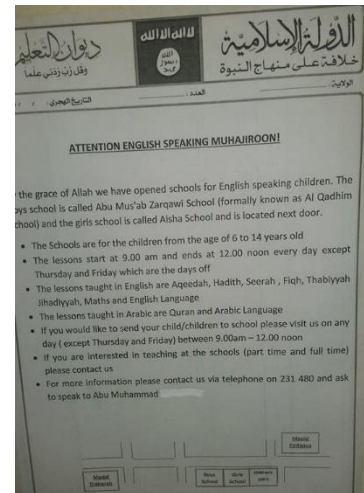 الدولة الإسلامية
خلافة على منهاج النبوة
لا اله الا الله
الله
رسول
محمد
ديوان التعليم
وقل رب زدني علما
الولاية:
العدد:
التاريخ الهجري: / /
ATTENTION ENGLISH SPEAKING MUHAJIROON!
the grace of Allah we have opened schools for English speaking children. The
oys school is called Abu Mus'ab Zarqawi School (formally known as Al Qadhim
chool) and the girls school is called Aisha School and is located next door.
• The Schools are for the children from the age of 6 to 14 years old
• The lessons start at 9.00 am and ends at 12.00 noon every day except
Thursday and Friday which are the days off
• The lessons taught in English are Aqeedah, Hadith, Seerah , Fiqh, Thabiyyah
Jihadiyyah, Maths and English Language
• The lessons taught in Arabic are Quran and Arabic Language
• If you would like to send your child/children to school please visit us on any
day ( except Thursday and Friday) between 9.00am – 12.00 noon
• If you are interested in teaching at the schools (part time and full time)
please contact us
• For more information please contact us via telephone on 231 480 and ask
to speak to Abu Muhammad
Masjid
Masjid
Boys
School
Girls
School